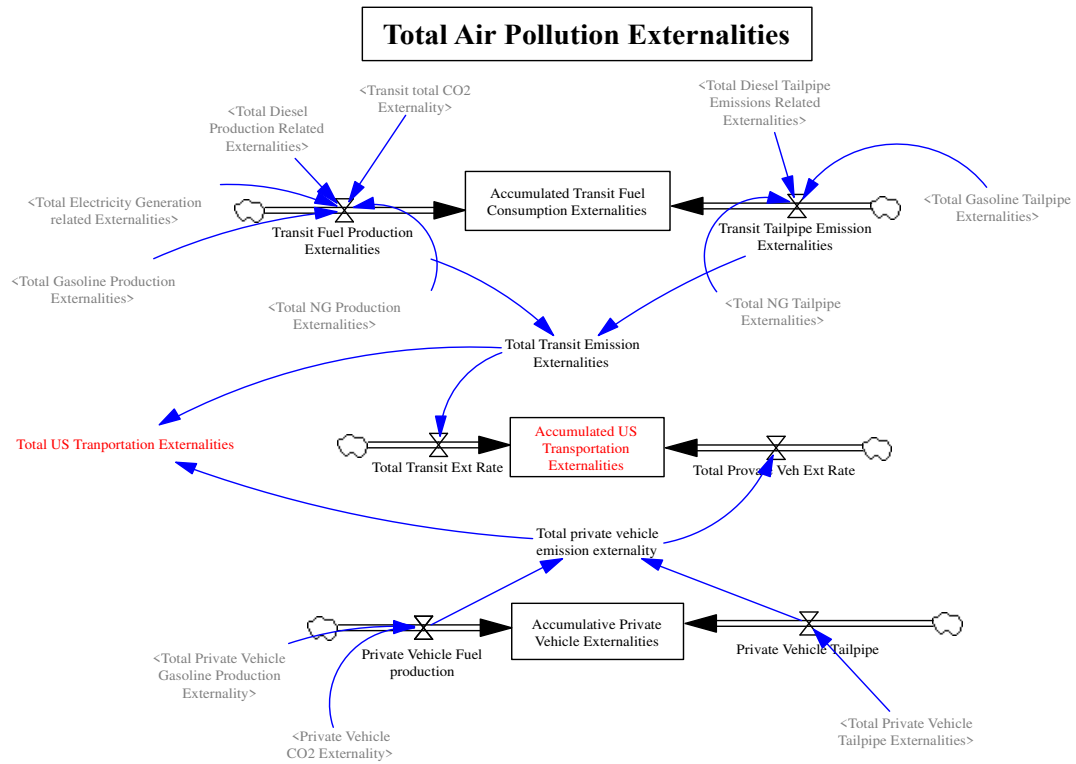 Total Air Pollution Externalities
<Transit total CO2
Externality>
<Total Diesel
Production Related
Externalities>
<Total Diesel Tailpipe
Emissions Related
Externalities>
<Total Electricity Generation
related Externalities>
Accumulated Transit Fuel
Consumption Externalities
<Total Gasoline Tailpipe
Externalities>
Transit Fuel Production
Externalities
Transit Tailpipe Emission
Externalities
<Total Gasoline Production
Externalities>
<Total NG Production
Externalities>
<Total NG Tailpipe
Externalities>
Total Transit Emission
Externalities
Total US Tranportation Externalities
Accumulated US
Transportation
Externalities
Total Transit Ext Rate
Total Provate Veh Ext Rate
Total private vehicle
emission externality
Accumulative Private
Vehicle Externalities
Private Vehicle Fuel
production
Private Vehicle Tailpipe
<Total Private Vehicle
Gasoline Production
Externality>
<Private Vehicle
CO2 Externality>
<Total Private Vehicle
Tailpipe Externalities>